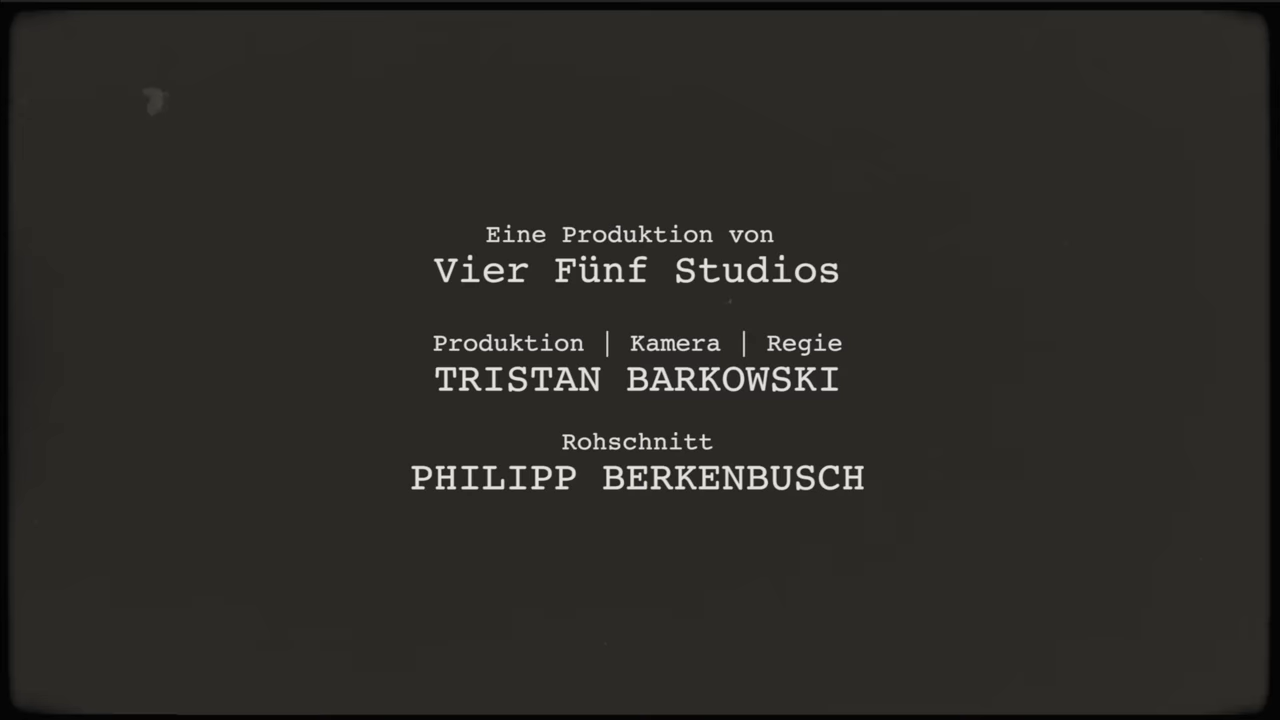 Eine Produktion von
Vier Fünf Studios
Produktion | Kamera | Regie
TRISTAN BARKOWSKI
Rohschnitt
PHILIPP BERKENBUSCH